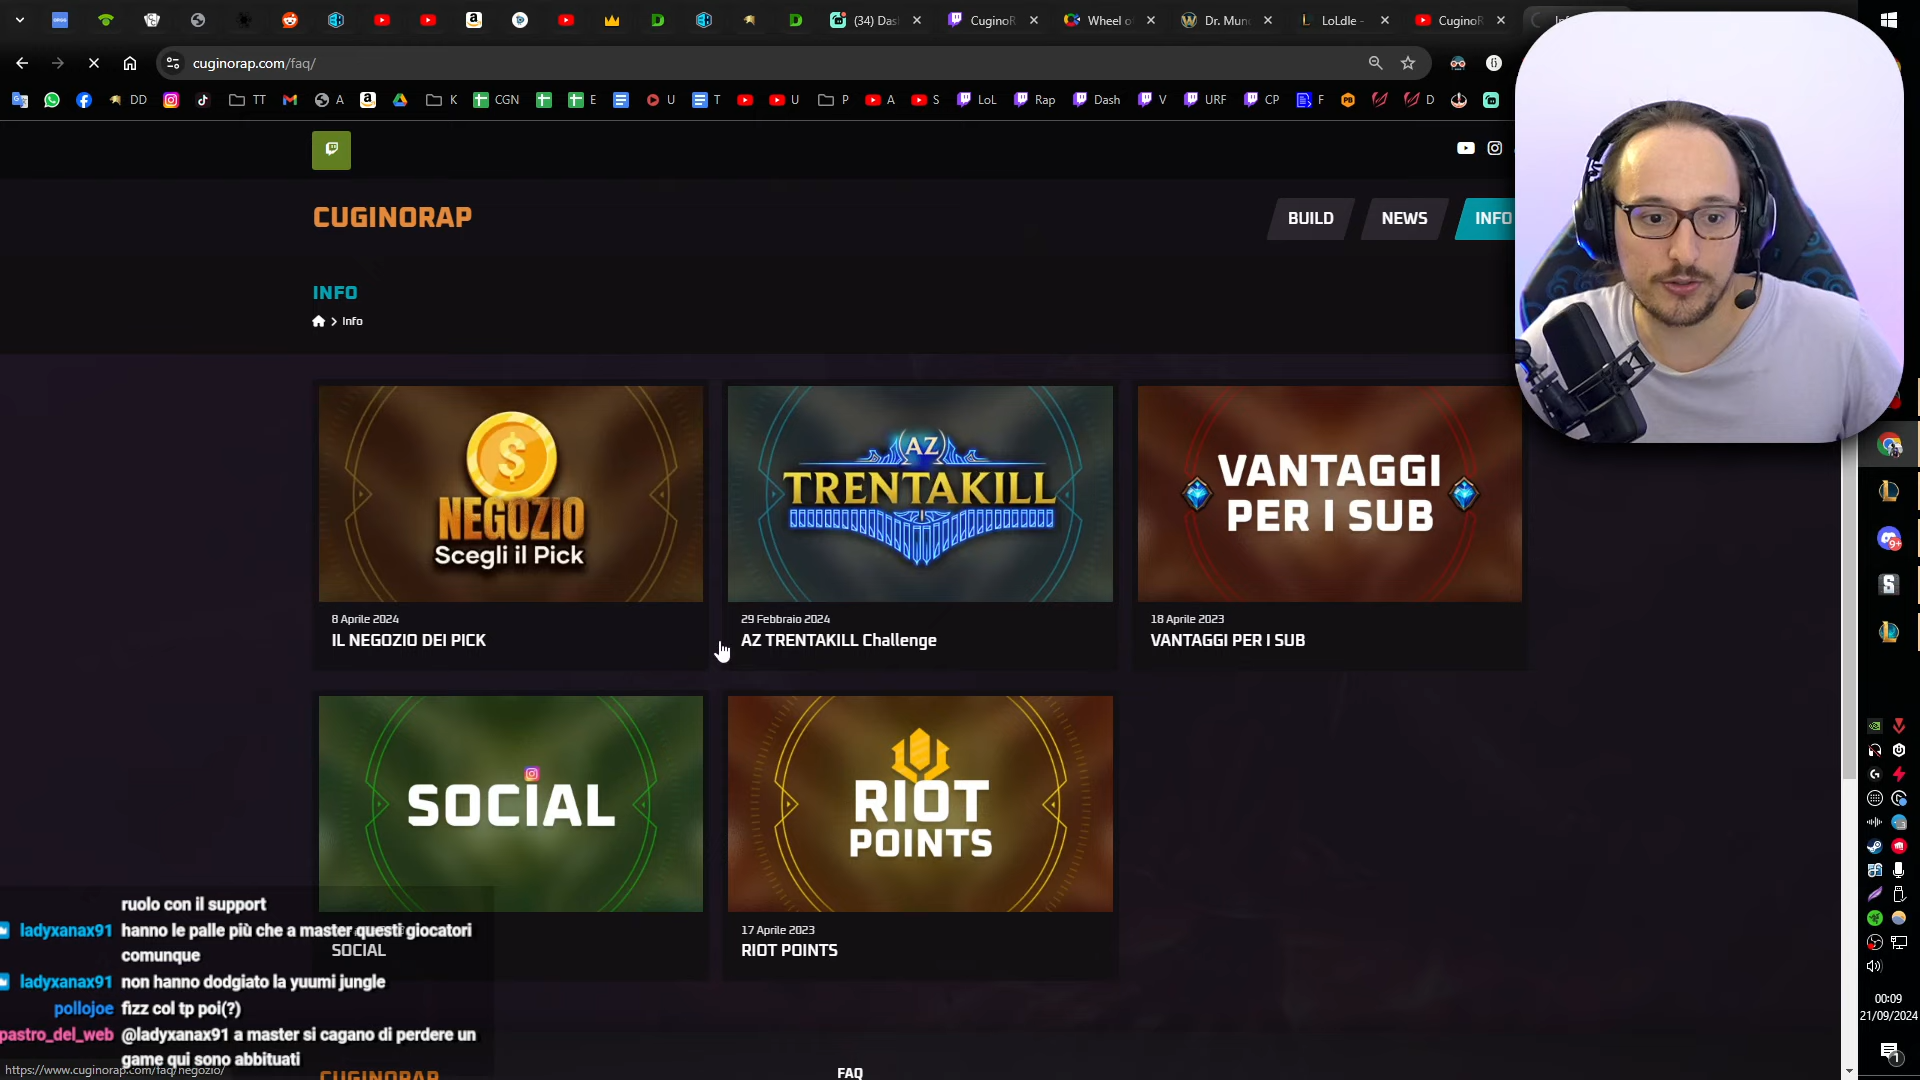 (34) Das
CuginoR
Wheel o
Dr. Mun
LoLdle -
CuginoR
cuginorap.com/faq/
DD
TT
A
K
CGN
E
U
T
U
P
A
S
LoL
Rap
Dash
V
URF
CP
F
D
CUGINORAP
BUILD
NEWS
INFO
INFO
Info
NEGOZIO
Scegli il Pick
AZ
TRENTAKILL
VANTAGGI
PER I SUB
8 Aprile 2024
IL NEGOZIO DEI PICK
29 Febbraio 2024
AZ TRENTAKILL Challenge
18 Aprile 2023
VANTAGGI PER I SUB
SOCIAL
RIOT
POINTS
SOCIAL
17 Aprile 2023
RIOT POINTS
ruolo con il support
ladyxanax91 hanno le palle più che a master questi giocatori
comunque
ladyxanax91 non hanno dodgiato la yuumi jungle
pollojoe fizz col tp poi(?)
pastro_del_web @ladyxanax91 a master si cagano di perdere un
game qui sono abbituati
https://www.cuginorap.com/faq/negozio/
CUGINORAP
FAQ
9+
00:09
21/09/2024
1